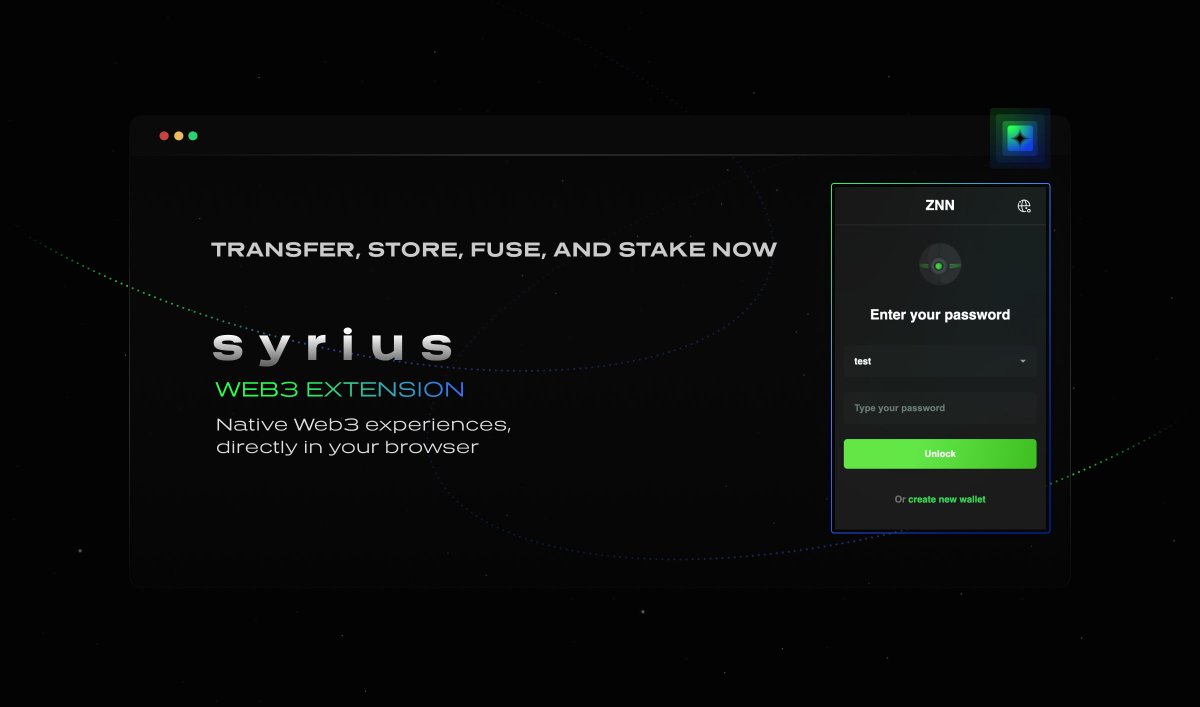 TRANSFER, STORE, FUSE, AND STAKE NOW
syrius
WEB3 EXTENSION
Native Web3 experiences,
directly in your browser
ZNN
Enter your password
test
Type your password
Unlock
Or create new wallet